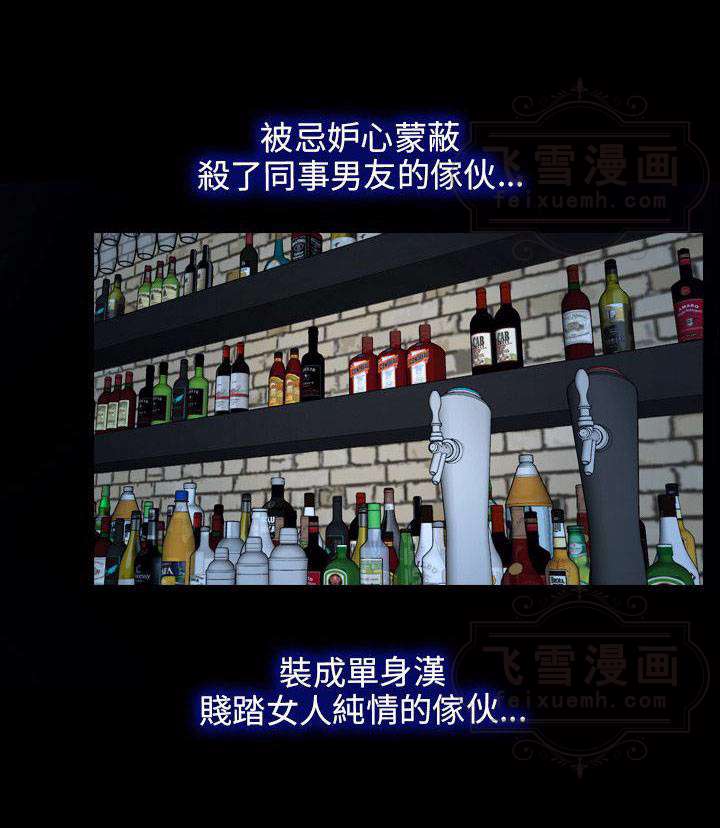 飞雪漫画
feixuemh.com
被忌妒心蒙蔽
殺了同事男友的傢伙...
裝成單身漢
賤踏女人純情的傢伙...
飞雪漫画
feixuemh.com